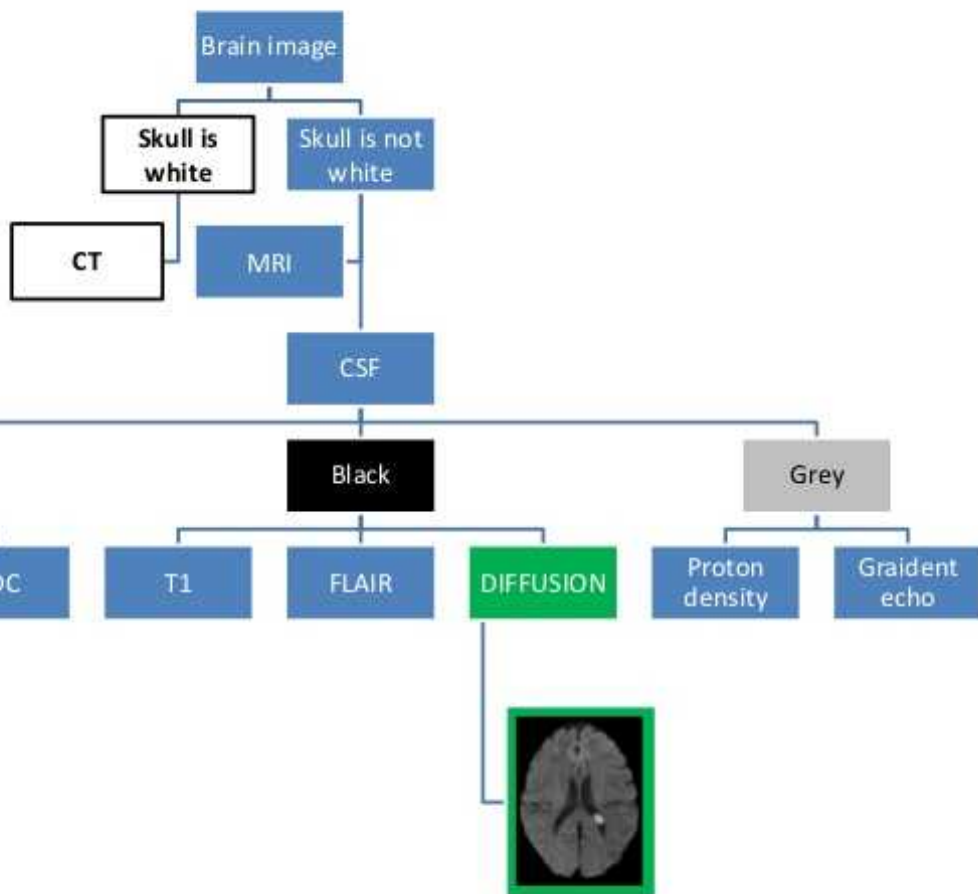 Brain image
Skull is
white
Skull is not
white
CT
MRI
CSF
Black
Grey
T1
FLAIR
DIFFUSION
Proton
density
Graident
echo